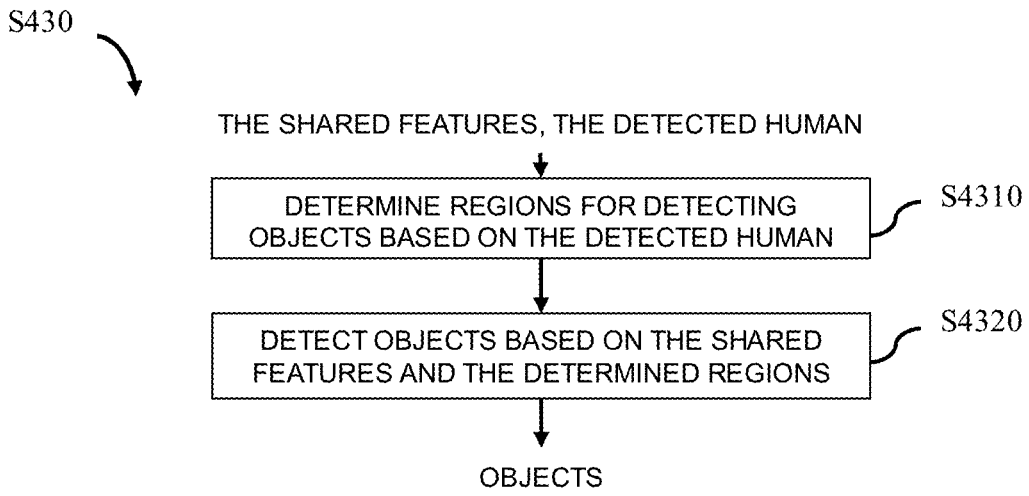 S430
THE SHARED FEATURES, THE DETECTED HUMAN
DETERMINE REGIONS FOR DETECTING
OBJECTS BASED ON THE DETECTED HUMAN
S4310
DETECT OBJECTS BASED ON THE SHARED
FEATURES AND THE DETERMINED REGIONS
S4320
OBJECTS